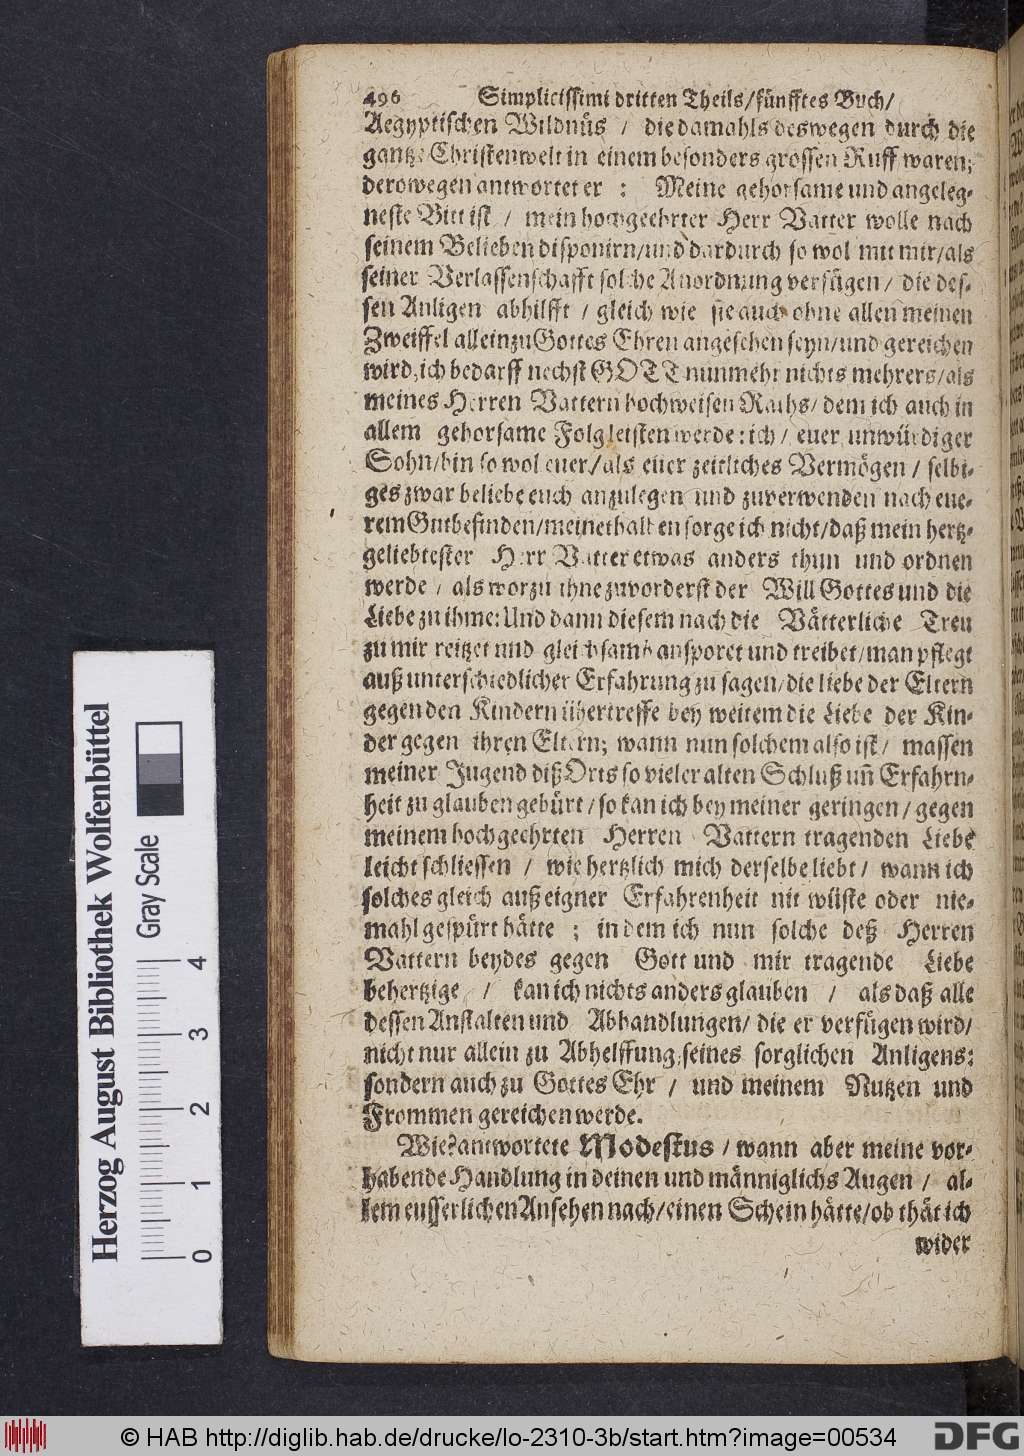 496 Simplicissimi dritten Theils/fünfftes Buch/
Aegyptischen Wildnüs / die damahls deswegen durch die
gantze Christenwelt in einem besonders grossen Ruff waren;
derowegen antwortet er : Meine gehorsame und angeleg-
neste Bitt ist / mein hochgeehrter Herr Vatter wolle nach
seinem Belieben disponirn/und dardurch so wol mit mir/als
seiner Verlassenschafft solche Anordnung verfügen / die des-
sen Anligen abhilfft / gleich wie sie auch ohne allen meinen
Zweiffel allein zu Gottes Ehren angesehen seyn/und gereichen
wird, ich bedarff nechst GOTT nunmehr nichts mehrers/als
meines Herren Vattern hochweisen Raths/ dem ich auch in
allem gehorsame Folg leisten werde: ich / euer unwürdiger
Sohn/bin so wol euer/als euer zeitliches Vermögen / selbi-
ges zwar beliebe euch anzulegen und zuverwenden nach eue-
rem Gutbefinden/meinethalben sorge ich nicht/daß mein hertz-
geliebtester Herr Vatter etwas anders thun und ordnen
werde / als worzu ihne zuvorderst der Will Gottes und die
Liebe zu ihme: Und dann diesem nach die Vätterliche Treu
zu mir reitzet und gleichsamb ansporet und treibet/man pflegt
auß unterschiedlicher Erfahrung zu sagen/die liebe der Eltern
gegen den Kindern übertreffe bey weitem die Liebe der Kin-
der gegen ihren Eltern; wann nun solchem also ist / massen
meiner Jugend diß Orts so vieler alten Schluß uñ Erfahrn-
heit zu glauben gebürt/so kan ich bey meiner geringen/gegen
meinem hochgeehrten Herren Vattern tragenden Liebe
leicht schliessen / wie hertzlich mich derselbe liebt / wann ich
solches gleich auß eigner Erfahrenheit nit wüste oder nie-
mahl gespürt hätte ; in dem ich nun solche deß Herren
Vattern beydes gegen Gott und mir tragende Liebe
behertzige / kan ich nichts anders glauben / als daß alle
dessen Anstalten und Abhandlungen/ die er verfügen wird/
nicht nur allein zu Abhelffung seines sorglichen Anligens:
sondern auch zu Gottes Ehr / und meinem Nutzen und
Frommen gereichen werde.
Wie? antwortete Modestus / wann aber meine vor-
habende Handlung in deinen und männiglichs Augen / al-
lem eusserlichen Ansehen nach/einen Schein hätte/ob thät ich
wider
Herzog August Bibliothek Wolfenbüttel
Gray Scale
0 1 2 3 4
© HAB http://diglib.hab.de/drucke/lo-2310-3b/start.htm?image=00534
DFG